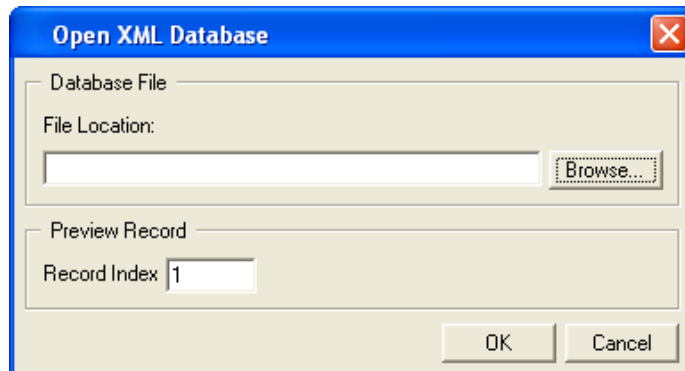 Open XML Database
Database File
File Location:
Browse...
Preview Record
Record Index 1
OK Cancel